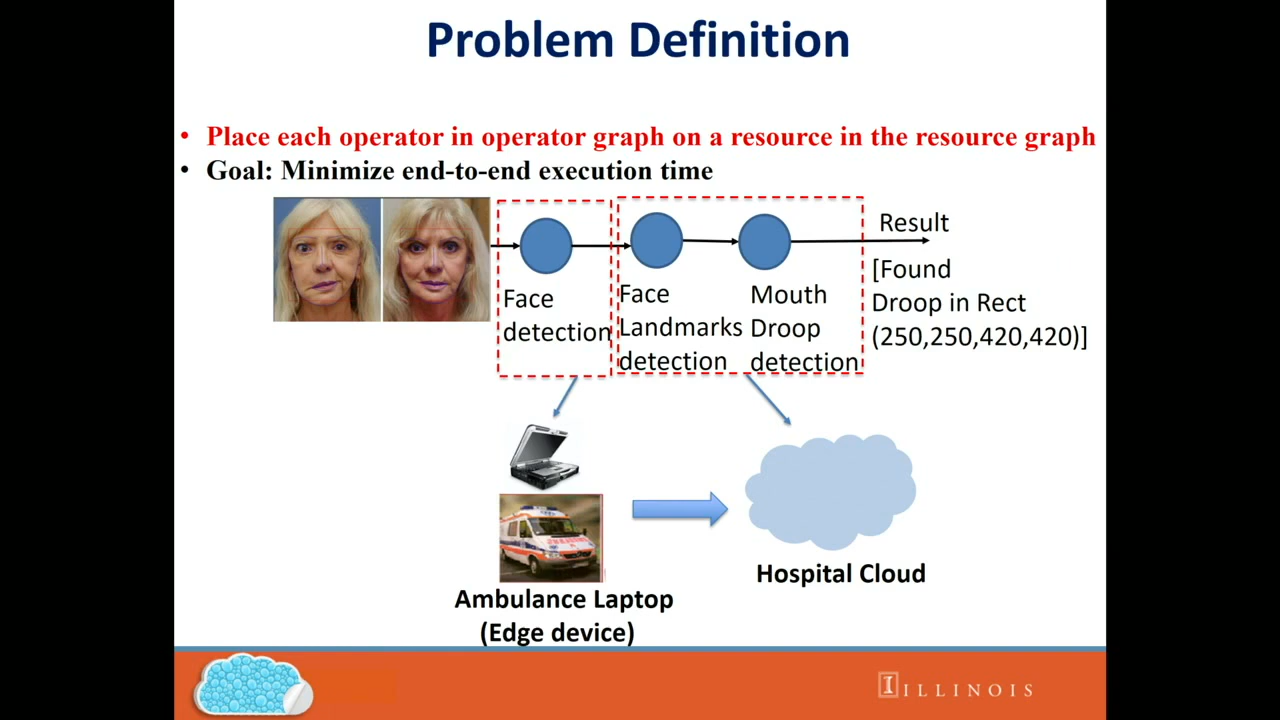 Problem Definition
• Place each operator in operator graph on a resource in the resource graph
• Goal: Minimize end-to-end execution time
Face
detection
Face
Landmarks
detection
Mouth
Droop
detection
Result
[Found
Droop in Rect
(250,250,420,420)]
Ambulance Laptop
(Edge device)
Hospital Cloud
ILLINOIS